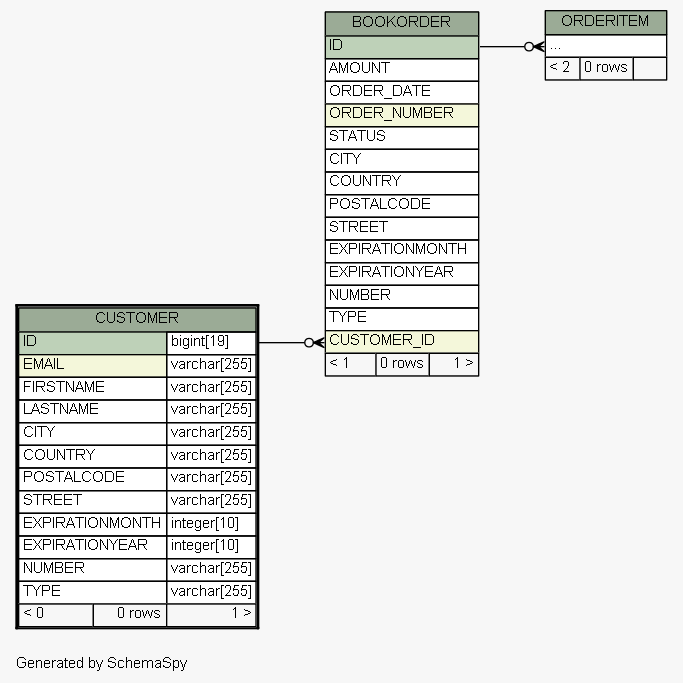 BOOKORDER
ID
AMOUNT
ORDER_DATE
ORDER_NUMBER
STATUS
CITY
COUNTRY
POSTALCODE
STREET
EXPIRATIONMONTH
EXPIRATIONYEAR
NUMBER
TYPE
CUSTOMER_ID
< 1 0 rows 1 >
ORDERITEM
...
< 2 0 rows
CUSTOMER
ID bigint[19]
EMAIL varchar[255]
FIRSTNAME varchar[255]
LASTNAME varchar[255]
CITY varchar[255]
COUNTRY varchar[255]
POSTALCODE varchar[255]
STREET varchar[255]
EXPIRATIONMONTH integer[10]
EXPIRATIONYEAR integer[10]
NUMBER varchar[255]
TYPE varchar[255]
< 0 0 rows 1 >
Generated by SchemaSpy